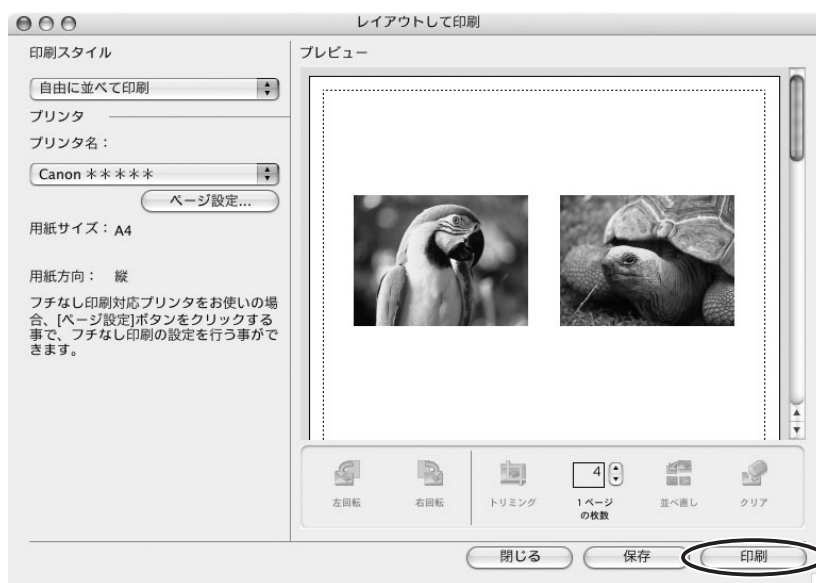 レイアウトして印刷
印刷スタイル
自由に並べて印刷
プリンタ
プリンタ名：
Canon ＊＊＊＊＊
ページ設定...
用紙サイズ：A4
用紙方向： 縦
フチなし印刷対応プリンタをお使いの場
合、[ページ設定]ボタンをクリックする
事で、フチなし印刷の設定を行う事がで
きます。
プレビュー
左回転
右回転
トリミング
4
1 ページ
の枚数
並べ直し
クリア
閉じる
保存
印刷